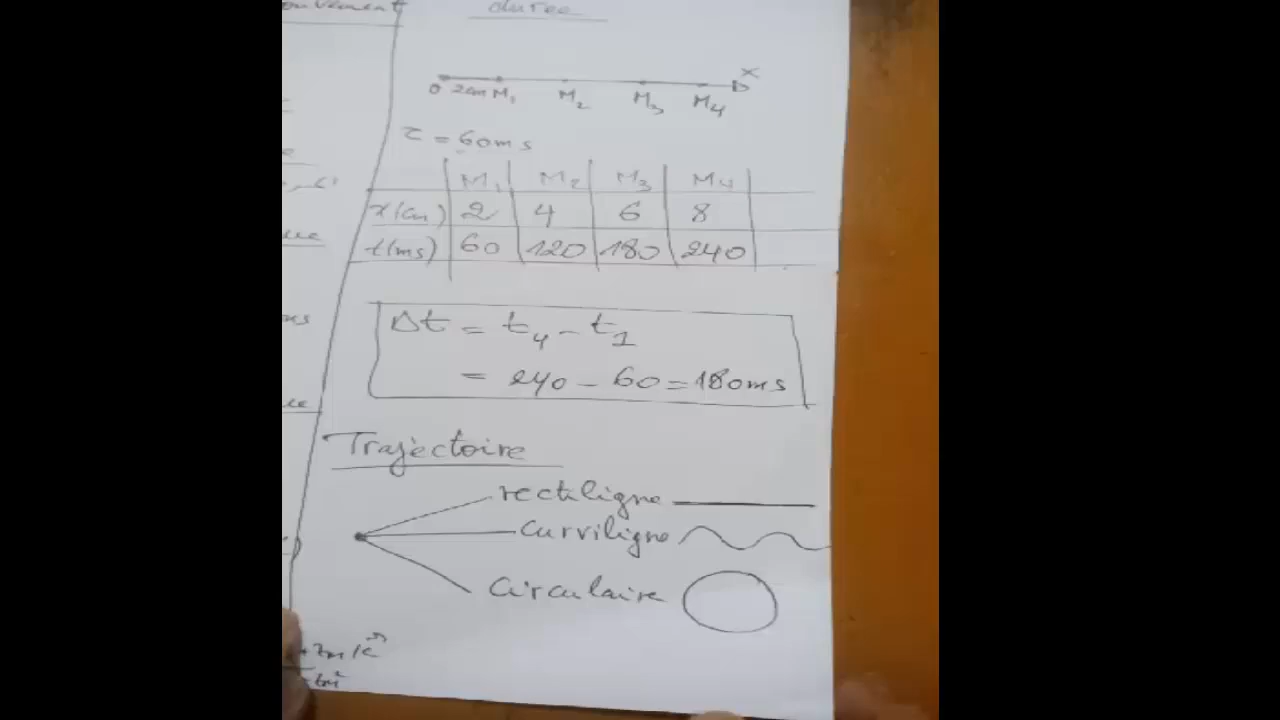 durée
O 2cm M1 M2 M3 M4 x
τ = 60ms
M1 M2 M3 M4
x(cm) 2 4 6 8
t(ms) 60 120 180 240
Δt = t4 - t1
= 240 - 60 = 180ms
Trajectoire
rectiligne
curviligne
Circulaire